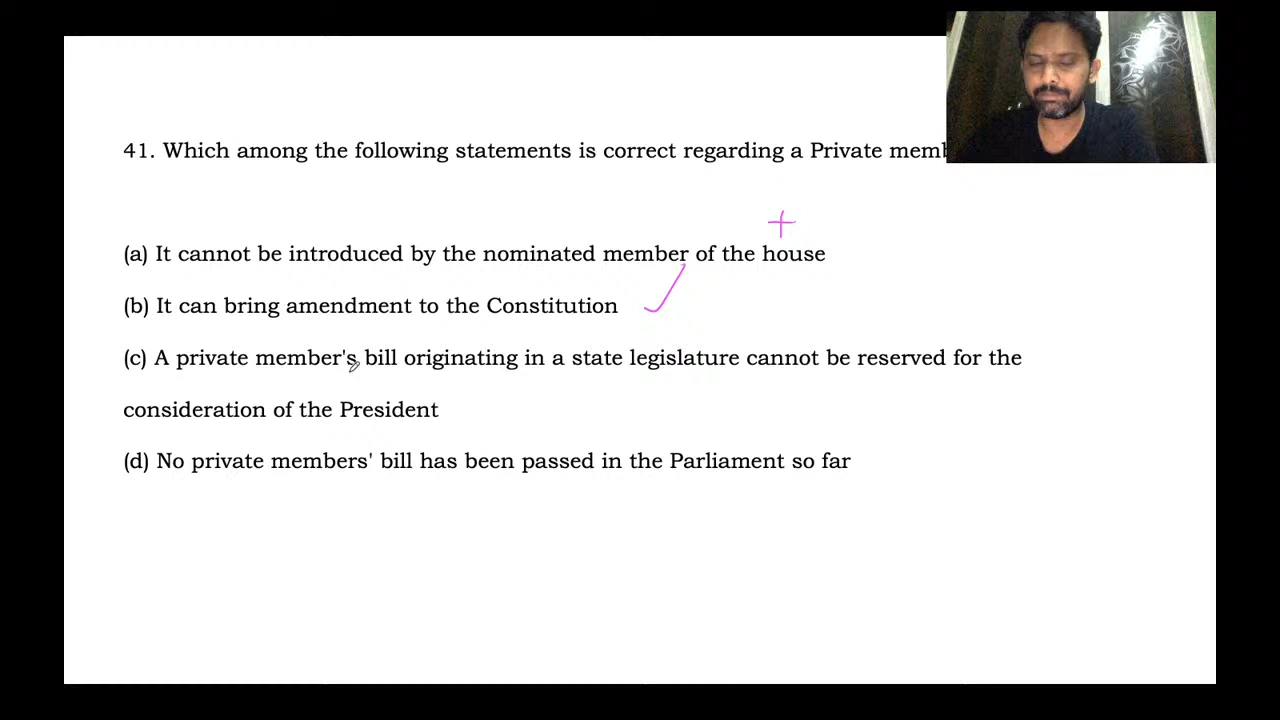 41. Which among the following statements is correct regarding a Private
(a) It cannot be introduced by the nominated member of the house
(b) It can bring amendment to the Constitution
(c) A private member's bill originating in a state legislature cannot be reserved for the
consideration of the President
(d) No private members' bill has been passed in the Parliament so far